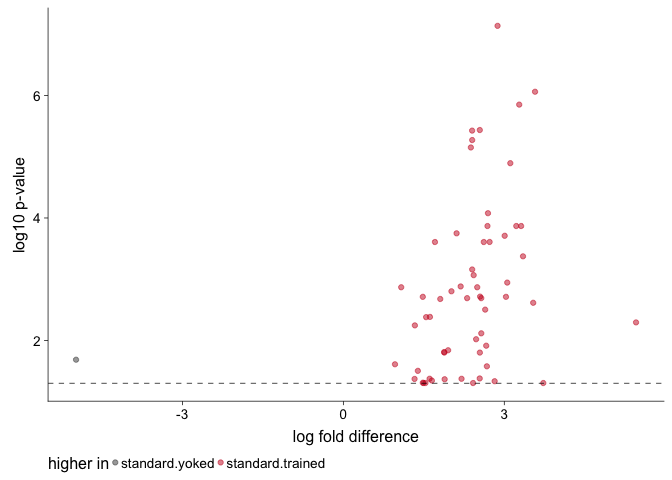 6
4
2
log10 p-value
-3 0 3
log fold difference
higher in standard.yoked standard.trained